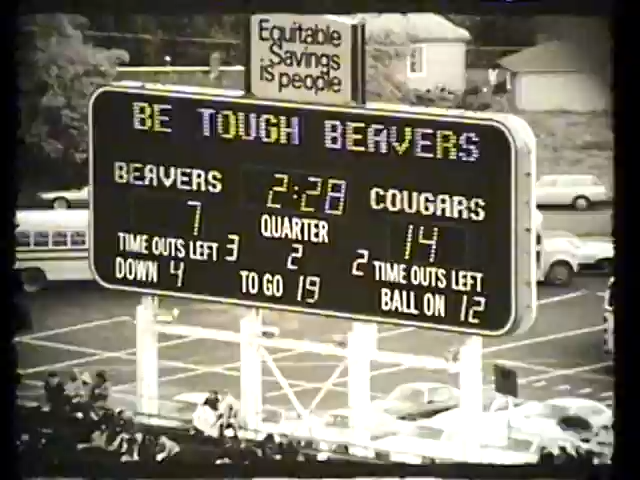 Equitable
Savings
is people
BE TOUGH BEAVERS
BEAVERS 2:28 COUGARS
7 QUARTER 14
TIME OUTS LEFT 3 2 2 TIME OUTS LEFT
DOWN 4 TO GO 19 BALL ON 12